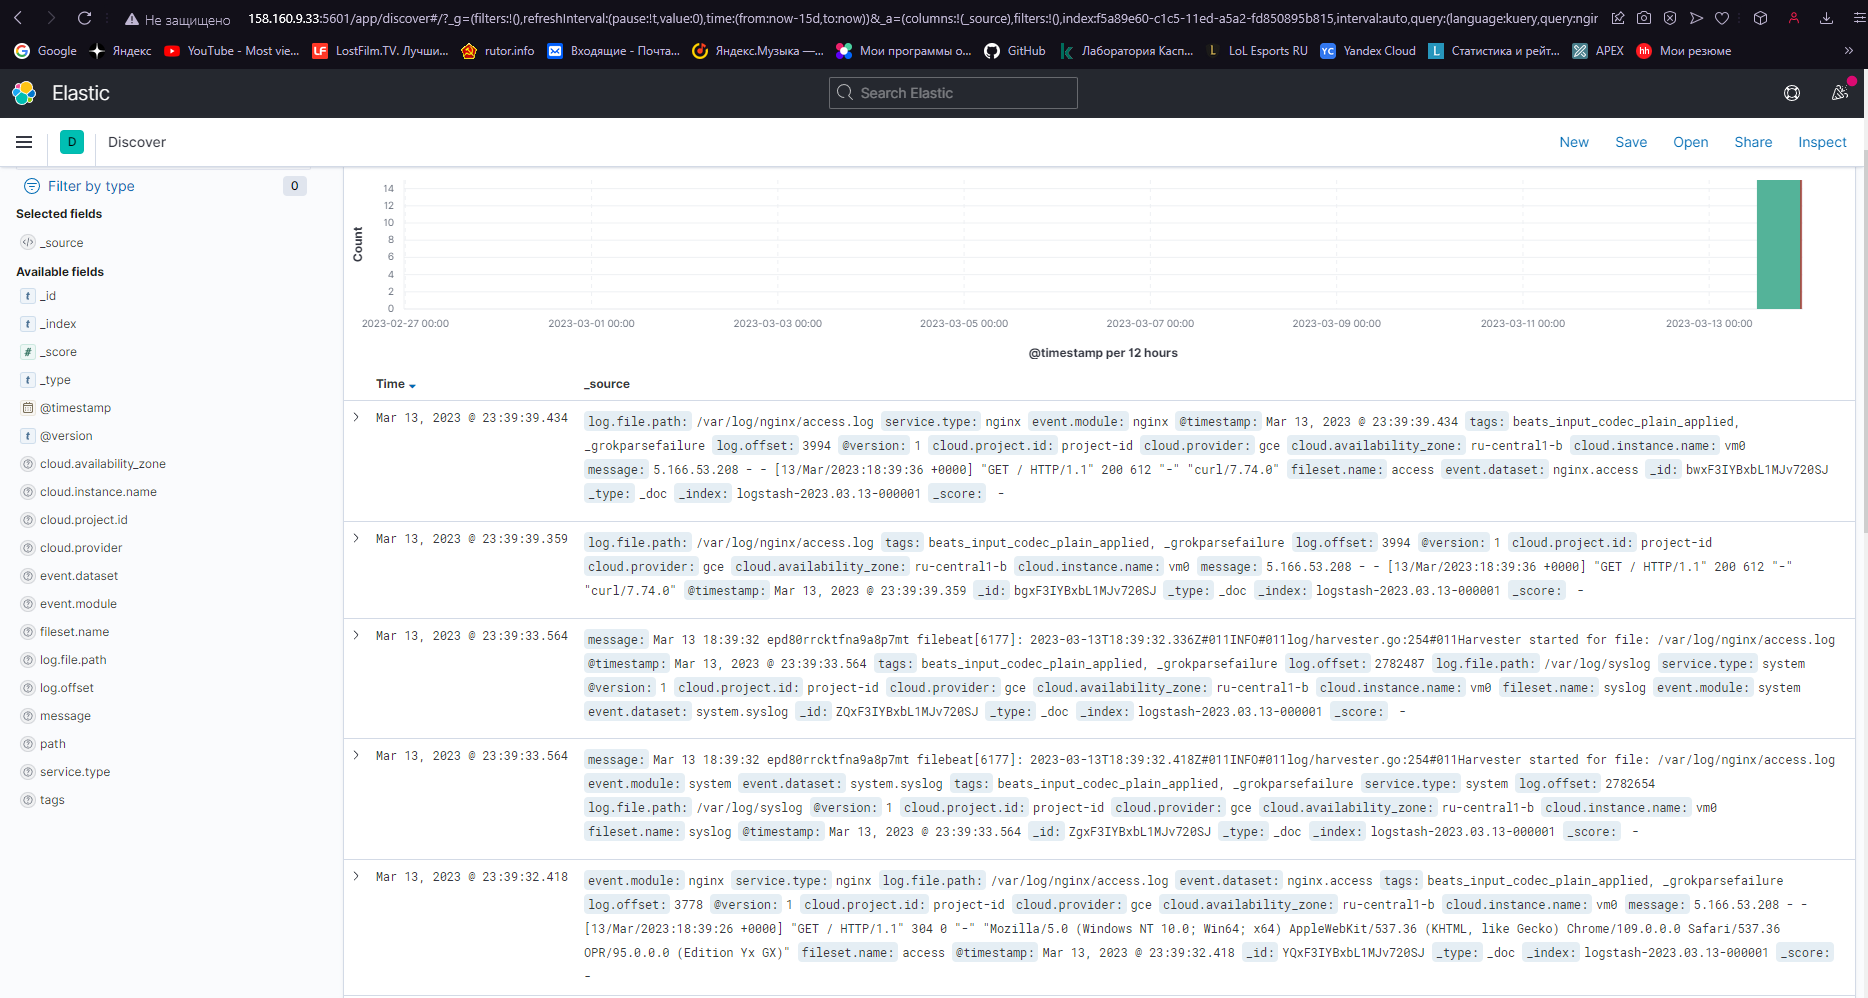 Не защищено 158.160.9.33:5601/app/discover#/?_g=(filters:!(),refreshInterval:(pause:!t,value:0),time:(from:now-15d,to:now))&_a=(columns:!(_source),filters:!(),index:f5a89e60-c1c5-11ed-a5a2-fd850895b815,interval:auto,query:(language:kuery,query:ngir
Google Яндекс YouTube - Most vie... LostFilm.TV. Лучши... rutor.info Входящие - Почта... Яндекс.Музыка —... Мои программы о... GitHub Лаборатория Касп... LoL Esports RU Yandex Cloud Статистика и рейт... APEX Мои резюме »
Elastic Search Elastic
D Discover New Save Open Share Inspect
Filter by type 0
Selected fields
_source
Available fields
_id
_index
_score
_type
@timestamp
@version
cloud.availability_zone
cloud.instance.name
cloud.project.id
cloud.provider
event.dataset
event.module
fileset.name
log.file.path
log.offset
message
path
service.type
tags
Count
14
12
10
8
6
4
2
0
2023-02-27 00:00 2023-03-01 00:00 2023-03-03 00:00 2023-03-05 00:00 2023-03-07 00:00 2023-03-09 00:00 2023-03-11 00:00 2023-03-13 00:00
@timestamp per 12 hours
Time _source
Mar 13, 2023 @ 23:39:39.434 log.file.path: /var/log/nginx/access.log service.type: nginx event.module: nginx @timestamp: Mar 13, 2023 @ 23:39:39.434 tags: beats_input_codec_plain_applied,
_grokparsefailure log.offset: 3994 @version: 1 cloud.project.id: project-id cloud.provider: gce cloud.availability_zone: ru-central1-b cloud.instance.name: vm0
message: 5.166.53.208 - - [13/Mar/2023:18:39:36 +0000] "GET / HTTP/1.1" 200 612 "-" "curl/7.74.0" fileset.name: access event.dataset: nginx.access _id: bwxF3IYBxbL1MJv720SJ
_type: _doc _index: logstash-2023.03.13-000001 _score: -
Mar 13, 2023 @ 23:39:39.359 log.file.path: /var/log/nginx/access.log tags: beats_input_codec_plain_applied, _grokparsefailure log.offset: 3994 @version: 1 cloud.project.id: project-id
cloud.provider: gce cloud.availability_zone: ru-central1-b cloud.instance.name: vm0 message: 5.166.53.208 - - [13/Mar/2023:18:39:36 +0000] "GET / HTTP/1.1" 200 612 "-"
"curl/7.74.0" @timestamp: Mar 13, 2023 @ 23:39:39.359 _id: bgxF3IYBxbL1MJv720SJ _type: _doc _index: logstash-2023.03.13-000001 _score: -
Mar 13, 2023 @ 23:39:33.564 message: Mar 13 18:39:32 epd80rrcktfna9a8p7mt filebeat[6177]: 2023-03-13T18:39:32.336Z#011INFO#011log/harvester.go:254#011Harvester started for file: /var/log/nginx/access.log
@timestamp: Mar 13, 2023 @ 23:39:33.564 tags: beats_input_codec_plain_applied, _grokparsefailure log.offset: 2782487 log.file.path: /var/log/syslog service.type: system
@version: 1 cloud.project.id: project-id cloud.provider: gce cloud.availability_zone: ru-central1-b cloud.instance.name: vm0 fileset.name: syslog event.module: system
event.dataset: system.syslog _id: ZQxF3IYBxbL1MJv720SJ _type: _doc _index: logstash-2023.03.13-000001 _score: -
Mar 13, 2023 @ 23:39:33.564 message: Mar 13 18:39:32 epd80rrcktfna9a8p7mt filebeat[6177]: 2023-03-13T18:39:32.418Z#011INFO#011log/harvester.go:254#011Harvester started for file: /var/log/nginx/access.log
event.module: system event.dataset: system.syslog tags: beats_input_codec_plain_applied, _grokparsefailure service.type: system log.offset: 2782654
log.file.path: /var/log/syslog @version: 1 cloud.project.id: project-id cloud.provider: gce cloud.availability_zone: ru-central1-b cloud.instance.name: vm0
fileset.name: syslog @timestamp: Mar 13, 2023 @ 23:39:33.564 _id: ZgxF3IYBxbL1MJv720SJ _type: _doc _index: logstash-2023.03.13-000001 _score: -
Mar 13, 2023 @ 23:39:32.418 event.module: nginx service.type: nginx log.file.path: /var/log/nginx/access.log event.dataset: nginx.access tags: beats_input_codec_plain_applied, _grokparsefailure
log.offset: 3778 @version: 1 cloud.project.id: project-id cloud.provider: gce cloud.availability_zone: ru-central1-b cloud.instance.name: vm0 message: 5.166.53.208 - -
[13/Mar/2023:18:39:26 +0000] "GET / HTTP/1.1" 304 0 "-" "Mozilla/5.0 (Windows NT 10.0; Win64; x64) AppleWebKit/537.36 (KHTML, like Gecko) Chrome/109.0.0.0 Safari/537.36
OPR/95.0.0.0 (Edition Yx GX)" fileset.name: access @timestamp: Mar 13, 2023 @ 23:39:32.418 _id: YQxF3IYBxbL1MJv720SJ _type: _doc _index: logstash-2023.03.13-000001 _score:
-